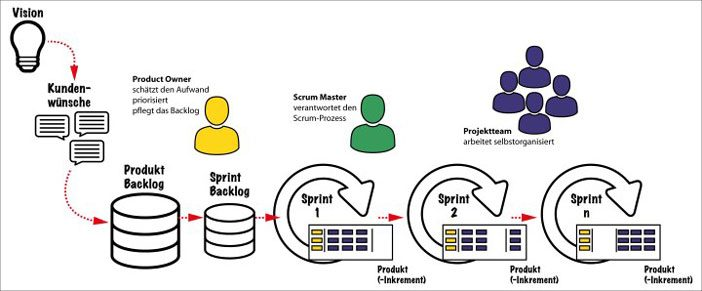 Vision
Kunden-
wünsche
Product Owner
schätzt den Aufwand
priorisiert
pflegt das Backlog
Scrum Master
verantwortet den
Scrum-Prozess
Projektteam
arbeitet selbstorganisiert
Produkt
Backlog
Sprint
Backlog
Sprint
1
Produkt
(-Inkrement)
Sprint
2
Produkt
(-Inkrement)
Sprint
n
Produkt
(-Inkrement)